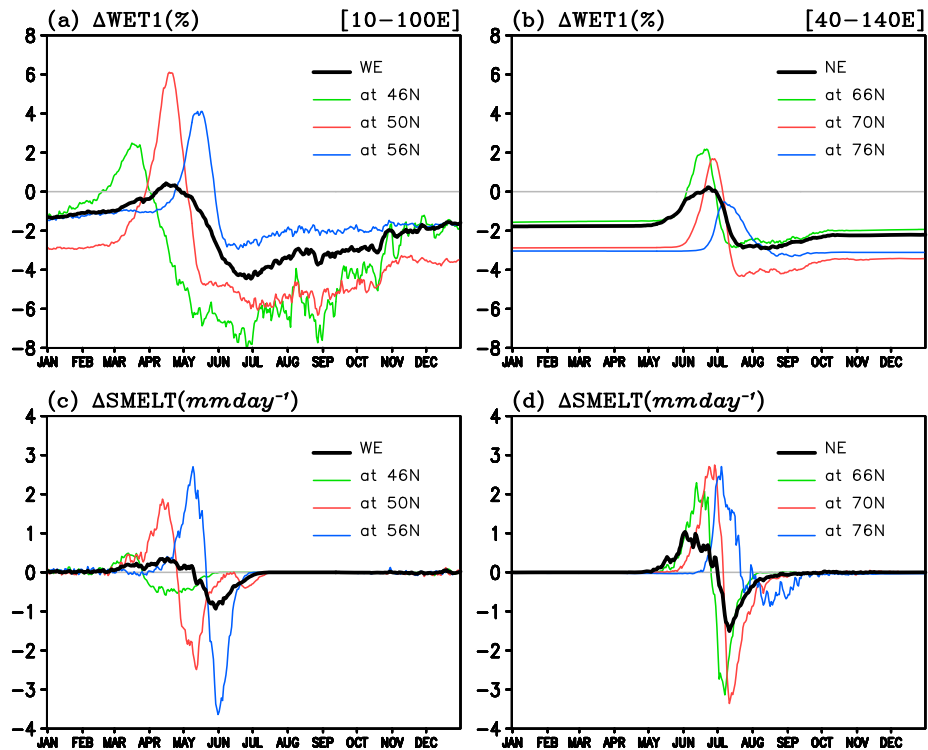 (a) ΔWET1(%) [10−100E]
8
6
4
2
0
−2
−4
−6
−8
WE
at 46N
at 50N
at 56N
JAN FEB MAR APR MAY JUN JUL AUG SEP OCT NOV DEC
(b) ΔWET1(%) [40−140E]
8
6
4
2
0
−2
−4
−6
−8
NE
at 66N
at 70N
at 76N
JAN FEB MAR APR MAY JUN JUL AUG SEP OCT NOV DEC
(c) ΔSMELT(mmday⁻¹)
4
3
2
1
0
−1
−2
−3
−4
WE
at 46N
at 50N
at 56N
JAN FEB MAR APR MAY JUN JUL AUG SEP OCT NOV DEC
(d) ΔSMELT(mmday⁻¹)
4
3
2
1
0
−1
−2
−3
−4
NE
at 66N
at 70N
at 76N
JAN FEB MAR APR MAY JUN JUL AUG SEP OCT NOV DEC